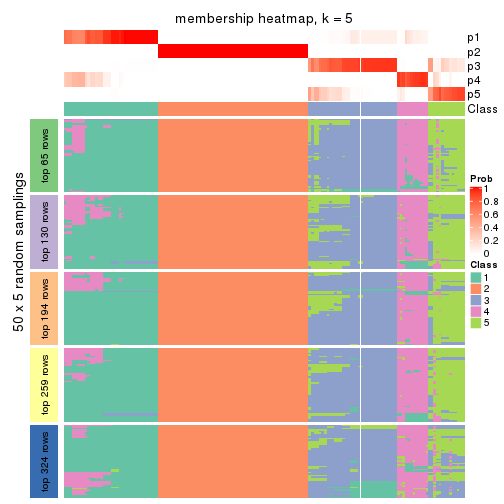 membership heatmap, k = 5
p1
p2
p3
p4
p5
Class
50 x 5 random samplings
top 65 rows
top 130 rows
top 194 rows
top 259 rows
top 324 rows
Prob
1
0.8
0.6
0.4
0.2
0
Class
1
2
3
4
5